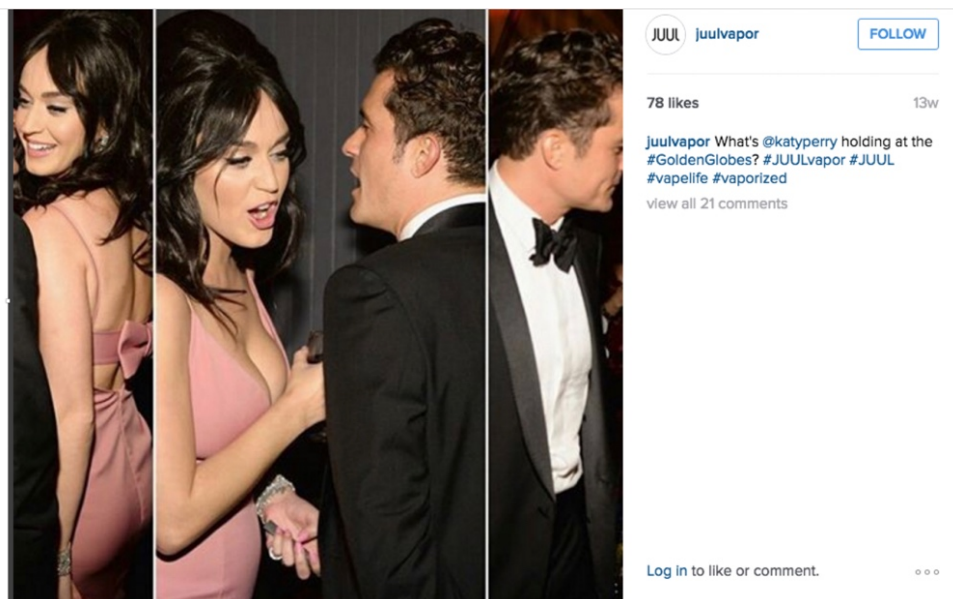 JUUL
juulvapor
FOLLOW
78 likes
13w
juulvapor What's @katyperry holding at the
#GoldenGlobes? #JUULvapor #JUUL
#vapelife #vaporized
view all 21 comments
Log in to like or comment.